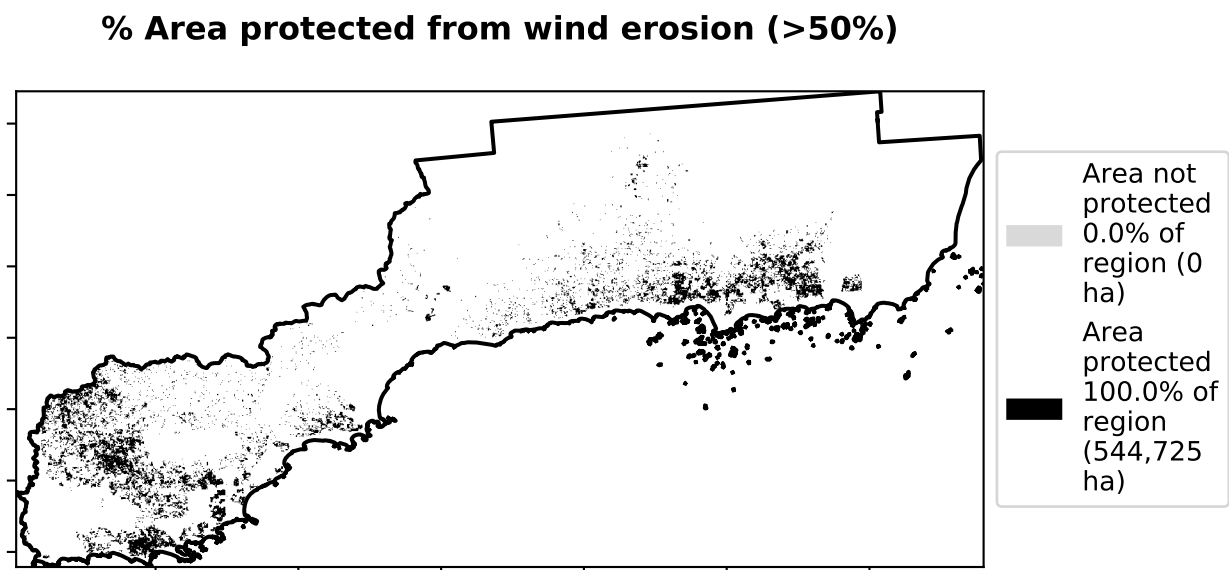 % Area protected from wind erosion (>50%)
Area not
protected
0.0% of
region (0
ha)
Area
protected
100.0% of
region
(544,725
ha)